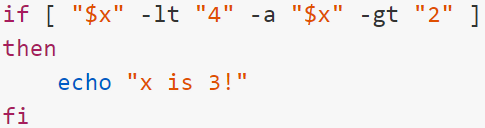 if [ "$x" -lt "4" -a "$x" -gt "2" ]
then
    echo "x is 3!"
fi